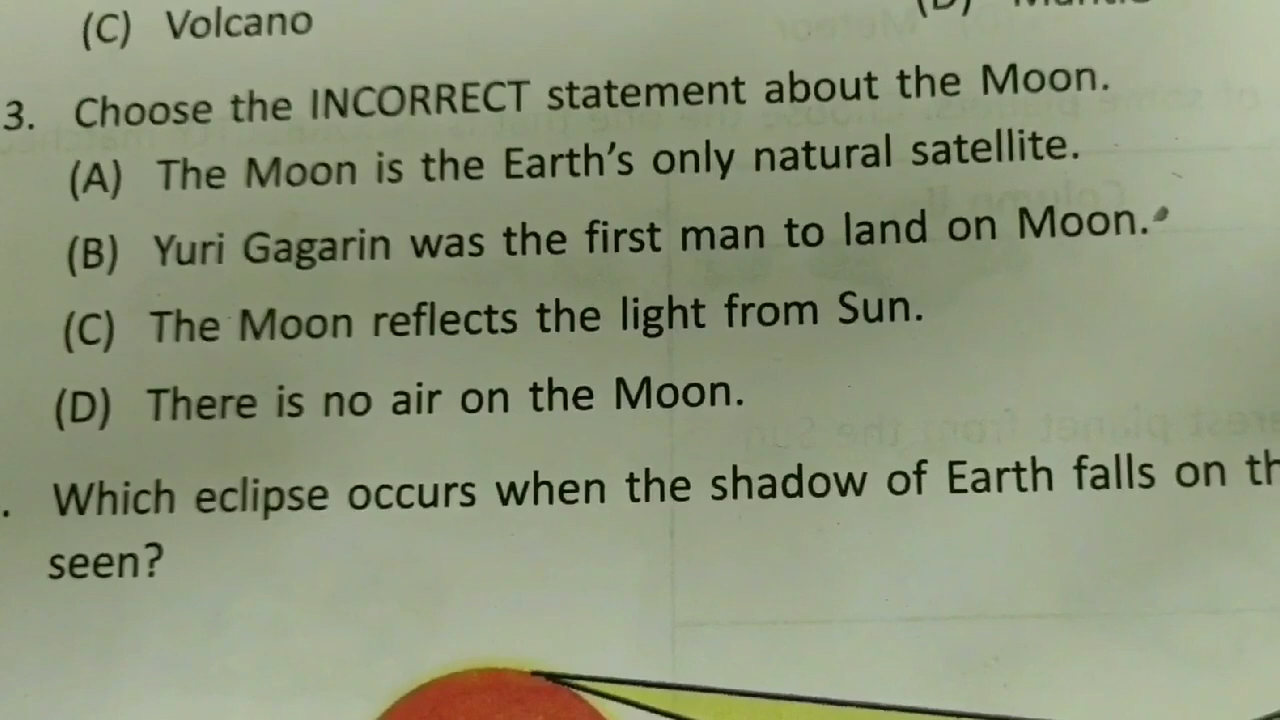 (C) Volcano
3. Choose the INCORRECT statement about the Moon.
(A) The Moon is the Earth's only natural satellite.
(B) Yuri Gagarin was the first man to land on Moon.
(C) The Moon reflects the light from Sun.
(D) There is no air on the Moon.
. Which eclipse occurs when the shadow of Earth falls on
seen?